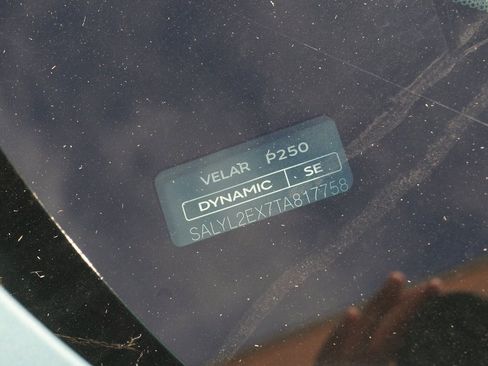 VELAR P250
DYNAMIC SE
SALYL2EX7TA817758